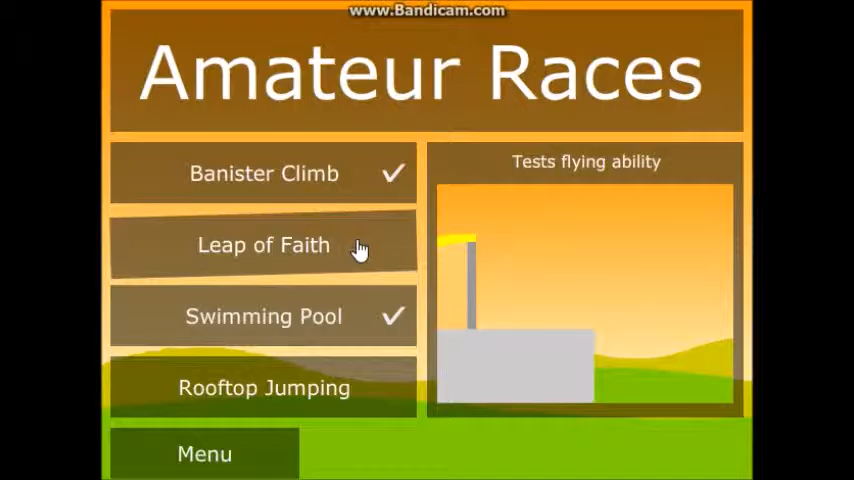 www.Bandicam.com
Amateur Races
Banister Climb
Tests flying ability
Leap of Faith
Swimming Pool
Rooftop Jumping
Menu